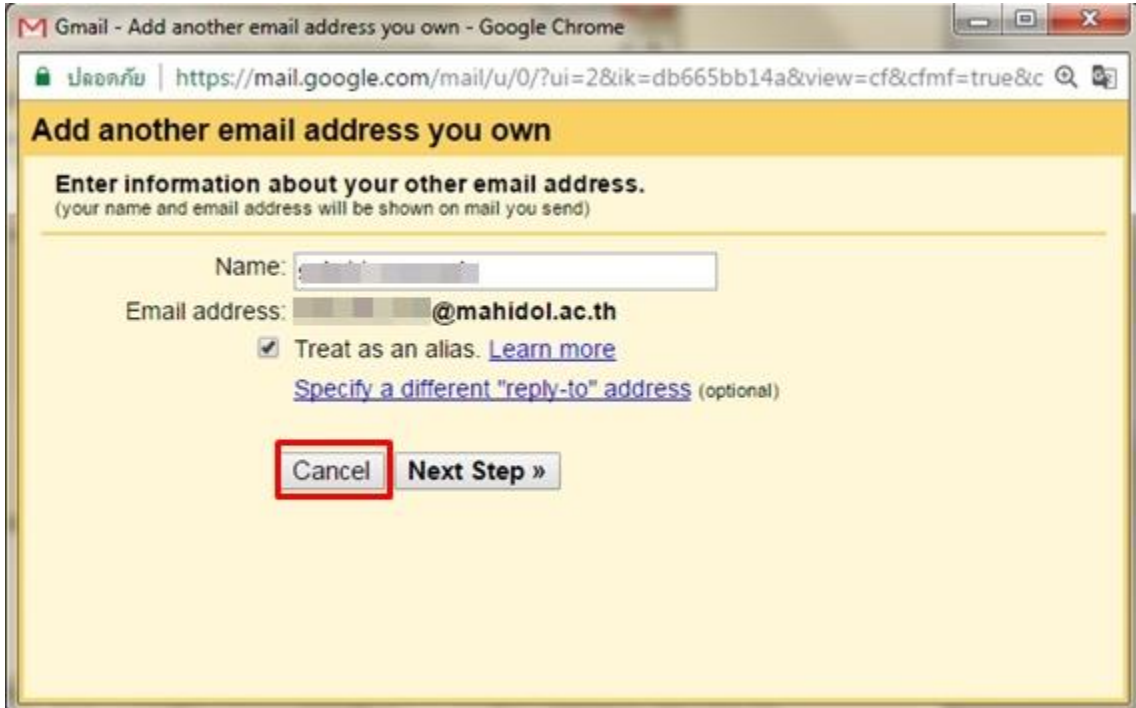 Gmail - Add another email address you own - Google Chrome
ปลอดภัย | https://mail.google.com/mail/u/0/?ui=2&ik=db665bb14a&view=cf&cfmf=true&c
Add another email address you own
Enter information about your other email address.
(your name and email address will be shown on mail you send)
Name:
Email address: @mahidol.ac.th
Treat as an alias. Learn more
Specify a different "reply-to" address (optional)
Cancel Next Step »